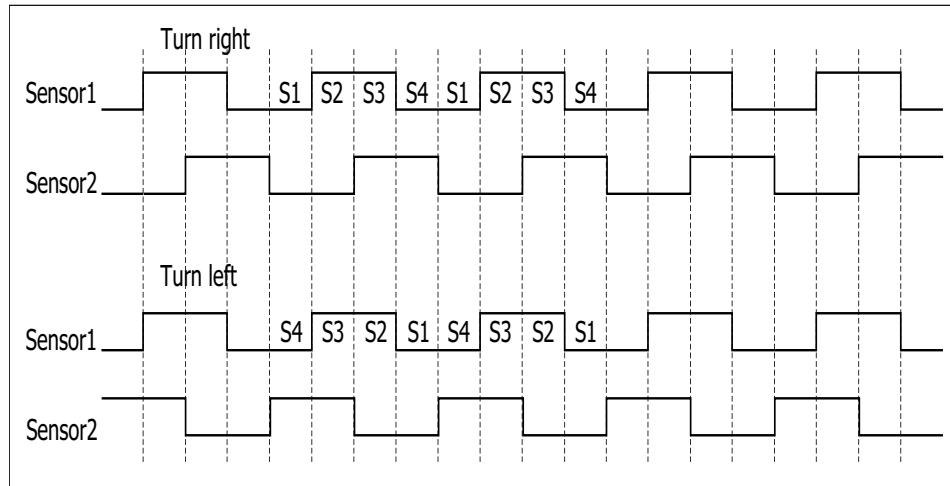 Turn right
Sensor1
S1 S2 S3 S4 S1 S2 S3 S4
Sensor2
Turn left
Sensor1
S4 S3 S2 S1 S4 S3 S2 S1
Sensor2